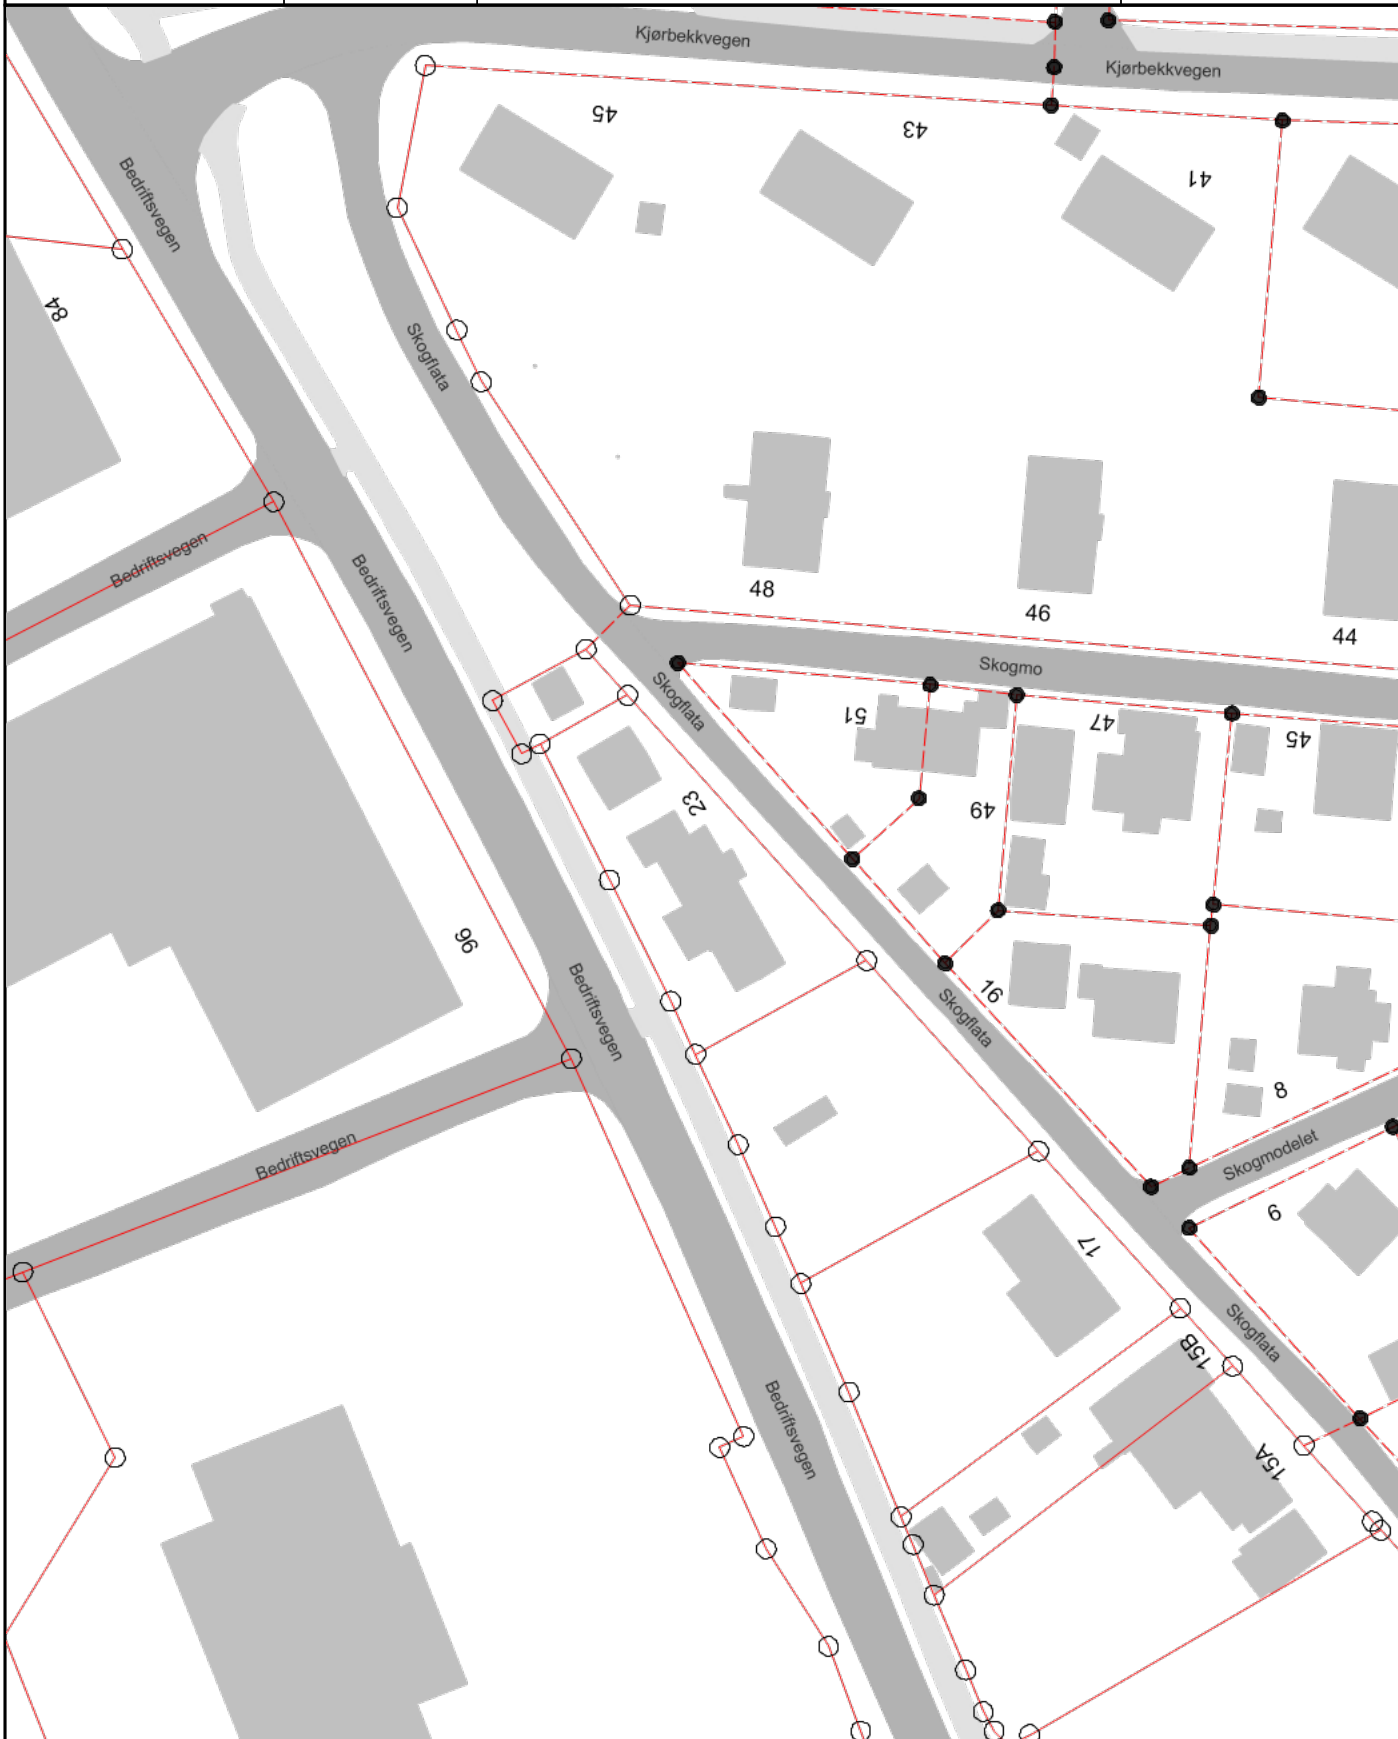 Kjørbekkvegen
Kjørbekkvegen
45
43
41
Bedriftsvegen
84
Skogflata
48
46
44
Bedriftsvegen
Bedriftsvegen
Skogmo
Skogflata
51
47
45
49
23
96
Bedriftsvegen
16
Skogflata
8
Skogmodelet
6
Bedriftsvegen
17
Skogflata
15B
15A
Bedriftsvegen